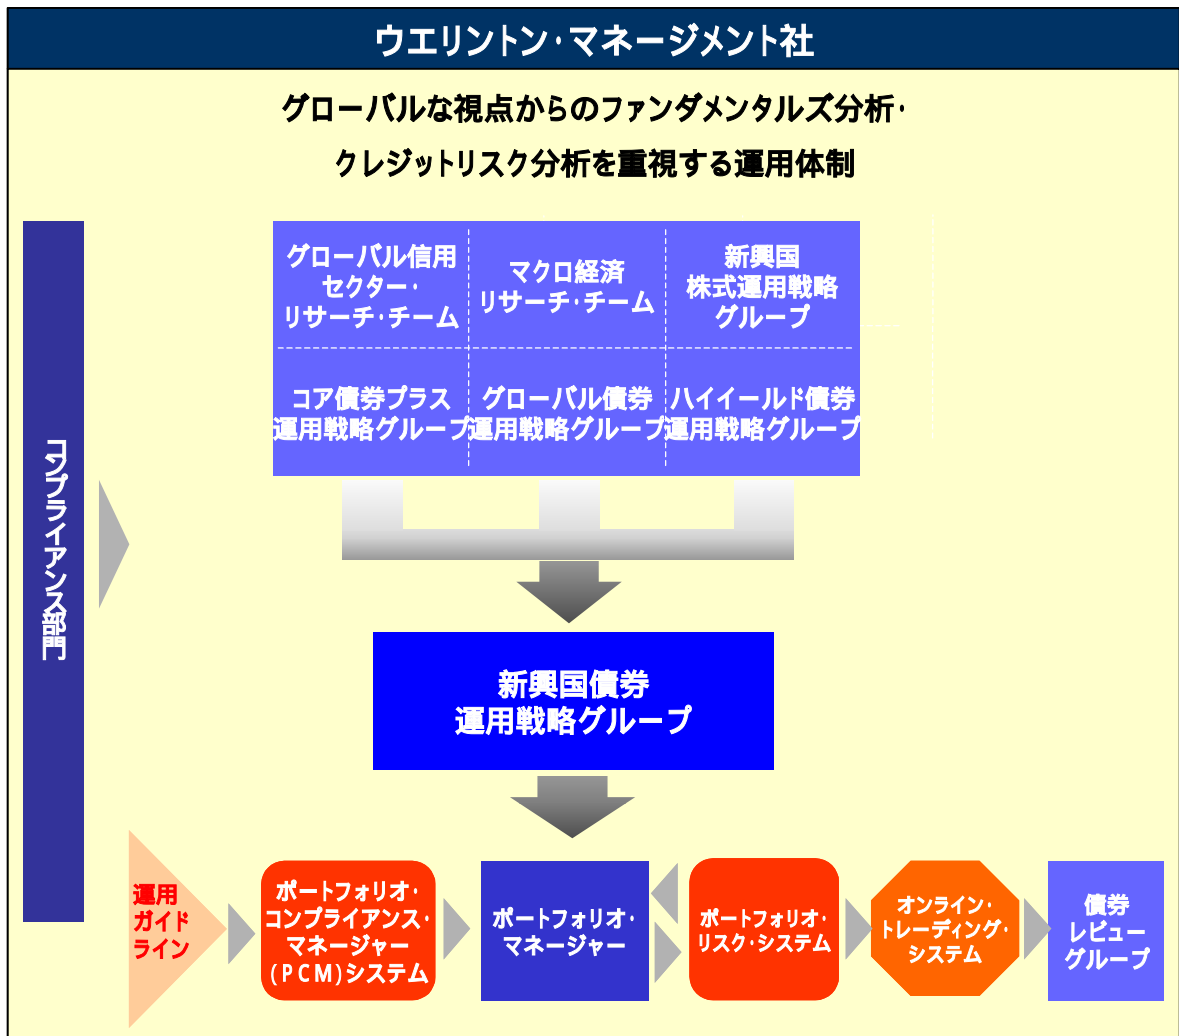 ウエリントン･マネージメント社
グローバルな視点からのファンダメンタルズ分析･
クレジットリスク分析を重視する運用体制
グローバル信用
セクター･
リサーチ･チーム
マクロ経済
リサーチ･チーム
新興国
株式運用戦略
グループ
コア債券プラス
運用戦略グループ
グローバル債券
運用戦略グループ
ハイイールド債券
運用戦略グループ
コンプライアンス部門
新興国債券
運用戦略グループ
運用
ガイド
ライン
ポートフォリオ･
コンプライアンス･
マネージャー
(PCM)システム
ポートフォリオ･
マネージャー
ポートフォリオ･
リスク･システム
オンライン･
トレーディング･
システム
債券
レビュー
グループ